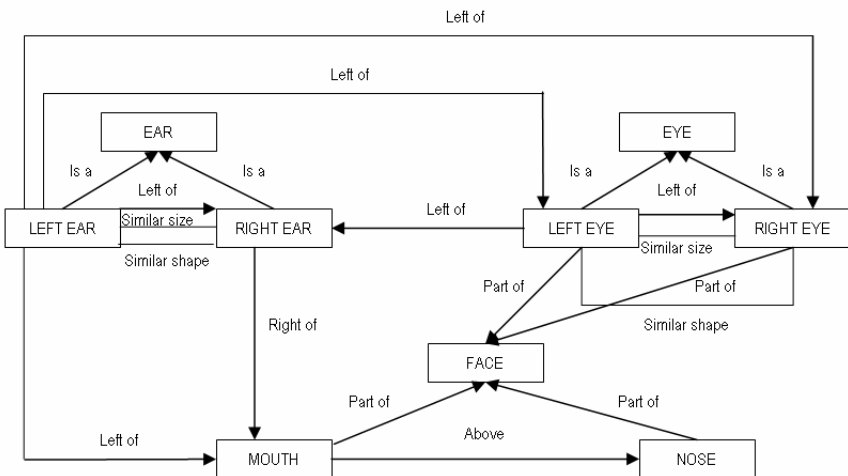 Left of
Left of
EAR
EYE
Is a
Is a
Is a
Is a
Left of
Left of
Similar size
LEFT EAR
RIGHT EAR
Left of
LEFT EYE
RIGHT EYE
Similar size
Similar shape
Part of
Part of
Right of
Similar shape
FACE
Part of
Part of
Left of
Above
MOUTH
NOSE